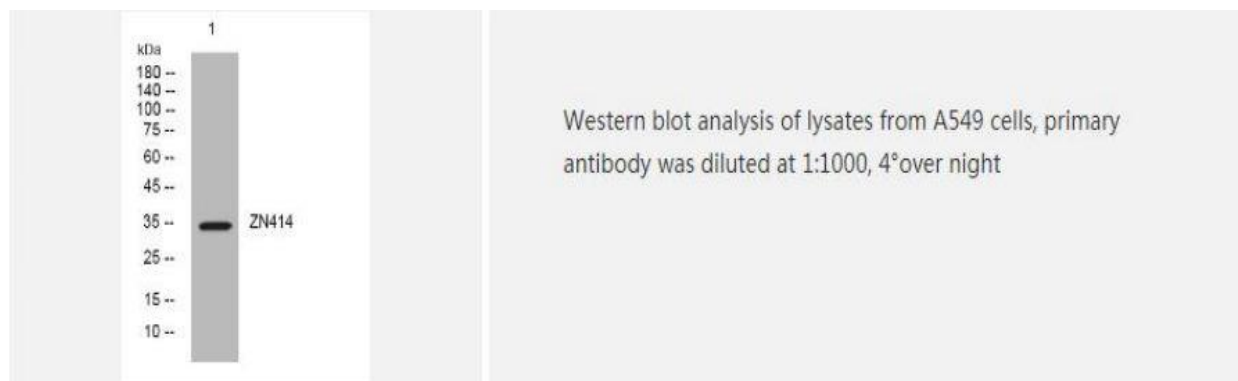 1
kDa
180 --
140 --
100 --
75 --
60 --
45 --
35 -- ZN414
25 --
15 --
10 --
Western blot analysis of lysates from A549 cells, primary
antibody was diluted at 1:1000, 4°over night